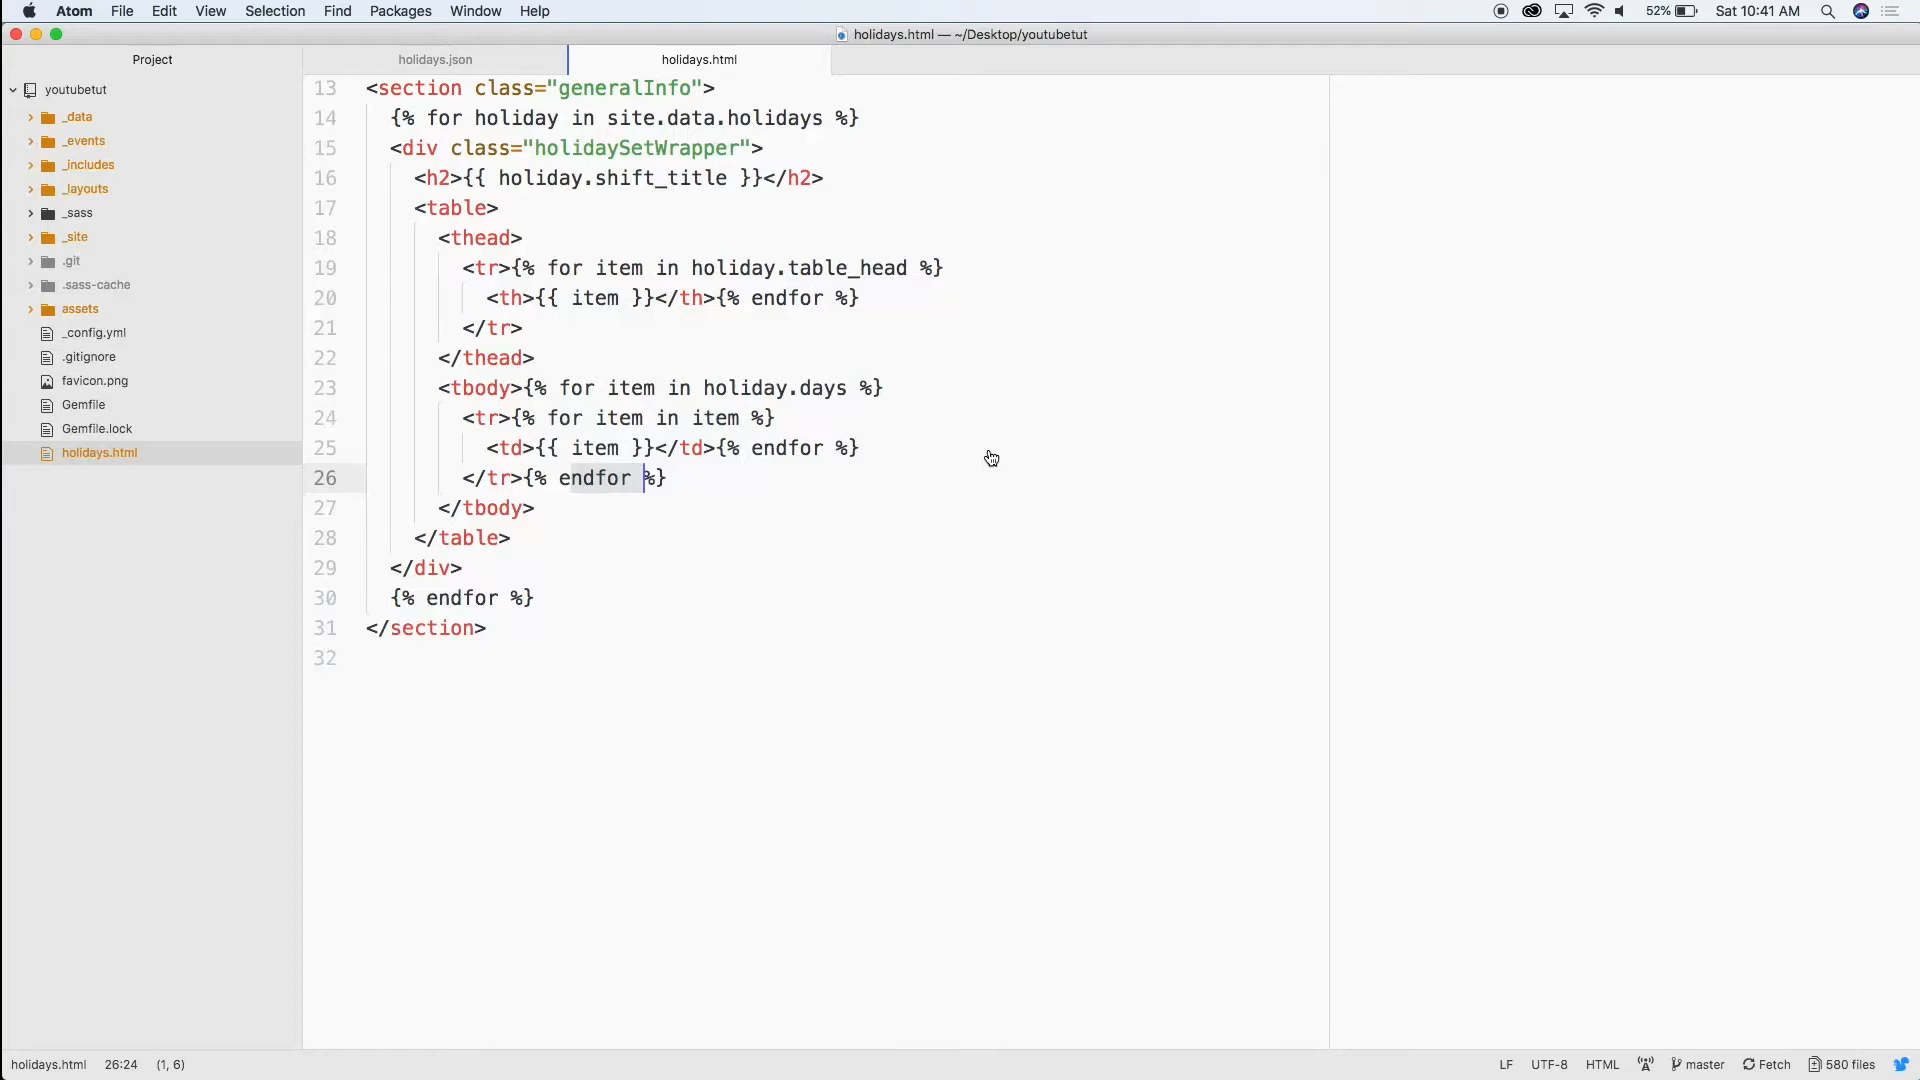 Atom File Edit View Selection Find Packages Window Help 52% Sat 10:41 AM
holidays.html — ~/Desktop/youtubetut
Project holidays.json holidays.html
youtubetut
_data
_events
_includes
_layouts
_sass
_site
.git
.sass-cache
assets
_config.yml
.gitignore
favicon.png
Gemfile
Gemfile.lock
holidays.html
13 <section class="generalInfo">
14 {% for holiday in site.data.holidays %}
15 <div class="holidaySetWrapper">
16 <h2>{{ holiday.shift_title }}</h2>
17 <table>
18 <thead>
19 <tr>{% for item in holiday.table_head %}
20 <th>{{ item }}</th>{% endfor %}
21 </tr>
22 </thead>
23 <tbody>{% for item in holiday.days %}
24 <tr>{% for item in item %}
25 <td>{{ item }}</td>{% endfor %}
26 </tr>{% endfor %}
27 </tbody>
28 </table>
29 </div>
30 {% endfor %}
31 </section>
32
holidays.html 26:24 (1, 6) LF UTF-8 HTML master Fetch 580 files